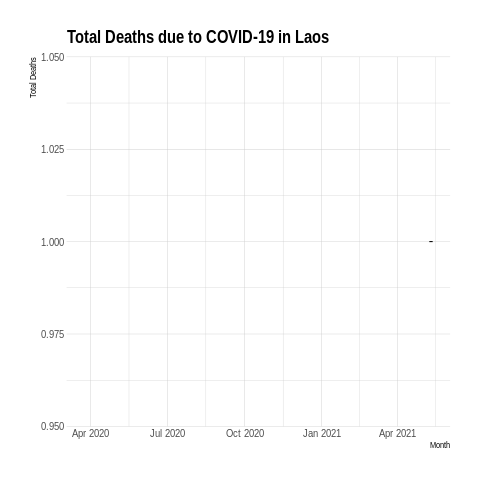 Total Deaths due to COVID-19 in Laos
Total Deaths
1.050
1.025
1.000
0.975
0.950
Apr 2020 Jul 2020 Oct 2020 Jan 2021 Apr 2021
Month